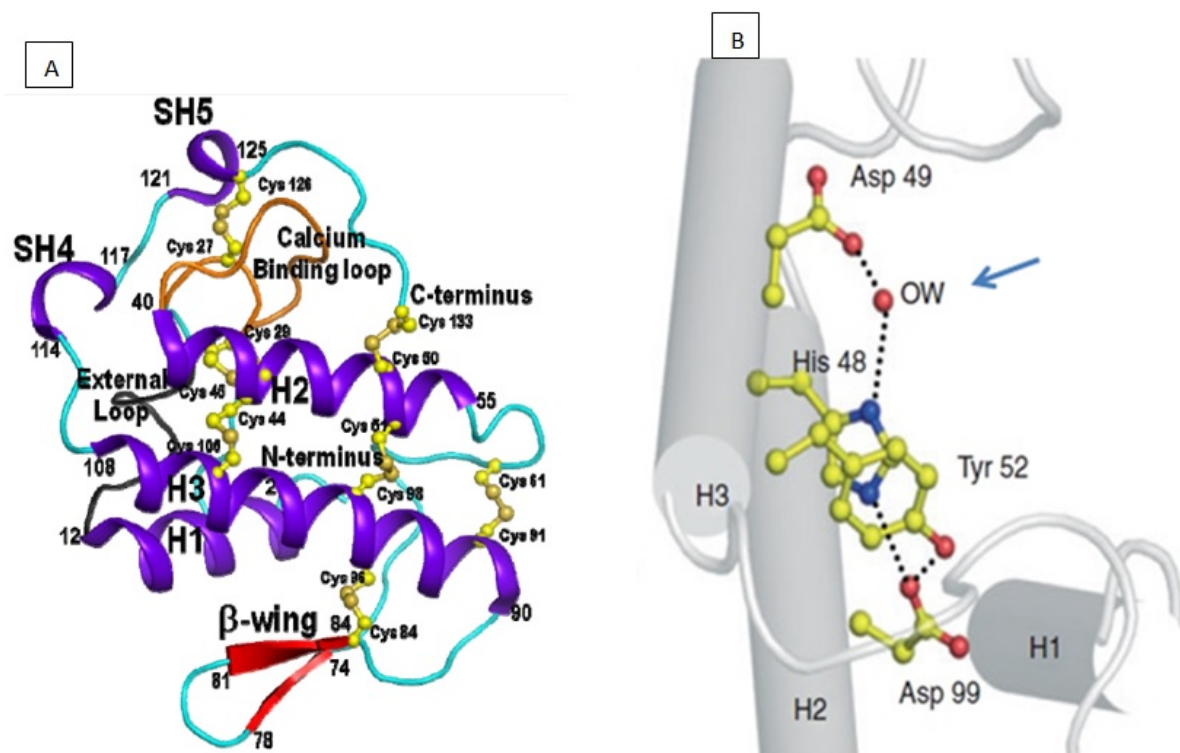 A
SH5
125
121
Cys 126
SH4
117
Cys 27
Calcium
Binding loop
40
C-terminus
Cys 133
114
Cys 29
Cys 50
External
Loop
Cys 45
H2
Cys 44
55
108
Cys 106
N-terminus
Cys 51
H3
2
Cys 98
Cys 61
12
H1
Cys 91
Cys 96
90
β-wing
84
Cys 84
81
74
78
B
Asp 49
OW
His 48
Tyr 52
H3
H1
Asp 99
H2